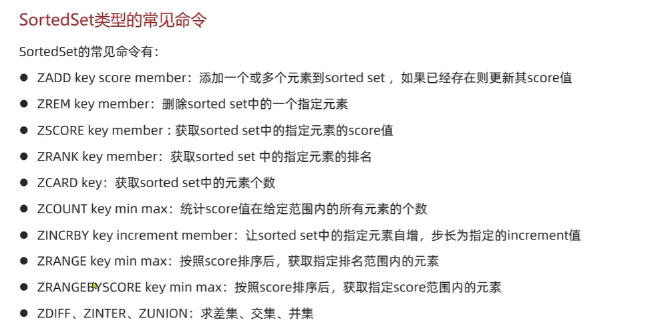 SortedSet类型的常见命令
SortedSet的常见命令有：
● ZADD key score member：添加一个或多个元素到sorted set ，如果已经存在则更新其score值
● ZREM key member：删除sorted set中的一个指定元素
● ZSCORE key member : 获取sorted set中的指定元素的score值
● ZRANK key member：获取sorted set 中的指定元素的排名
● ZCARD key：获取sorted set中的元素个数
● ZCOUNT key min max：统计score值在给定范围内的所有元素的个数
● ZINCRBY key increment member：让sorted set中的指定元素自增，步长为指定的increment值
● ZRANGE key min max：按照score排序后，获取指定排名范围内的元素
● ZRANGEBYSCORE key min max：按照score排序后，获取指定score范围内的元素
● ZDIFF、ZINTER、ZUNION：求差集、交集、并集